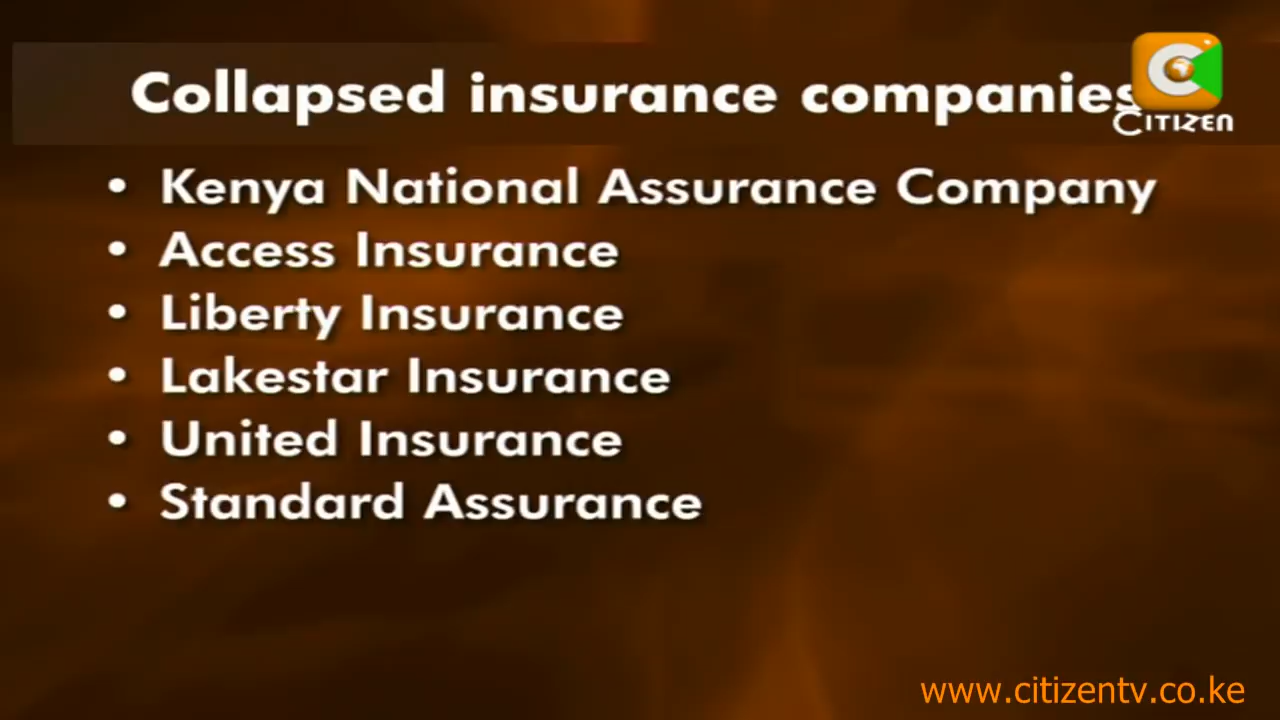 Collapsed insurance companies
CITIZEN
• Kenya National Assurance Company
• Access Insurance
• Liberty Insurance
• Lakestar Insurance
• United Insurance
• Standard Assurance
www.citizentv.co.ke